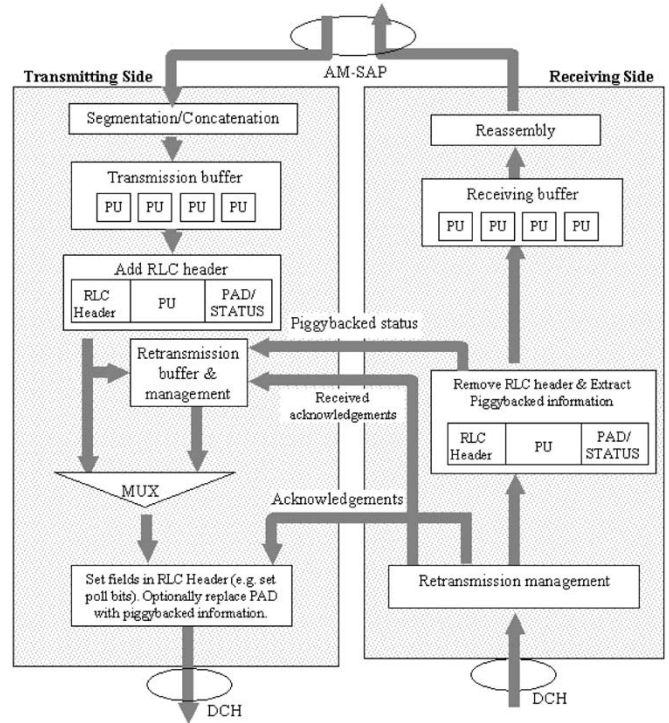 AM-SAP
Transmitting Side
Receiving Side
Segmentation/Concatenation
Transmission buffer
PU PU PU PU
Add RLC header
RLC
Header
PU
PAD/
STATUS
Retransmission
buffer &
management
MUX
Set fields in RLC Header (e.g. set
poll bits). Optionally replace PAD
with piggybacked information.
DCH
Piggybacked status
Received
acknowledgements
Acknowledgements
Reassembly
Receiving buffer
PU PU PU PU
Remove RLC header & Extract
Piggybacked information
RLC
Header
PU
PAD/
STATUS
Retransmission management
DCH